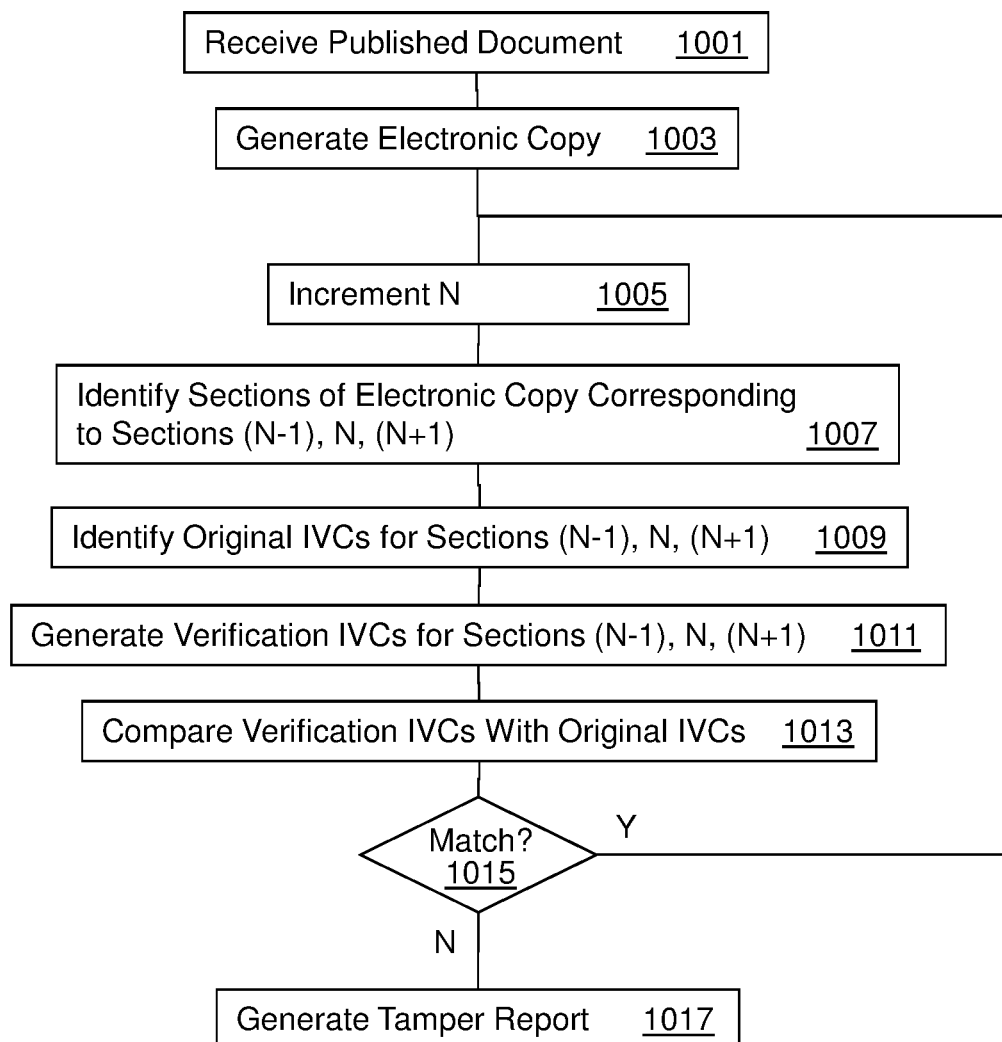 Receive Published Document 1001
Generate Electronic Copy 1003
Increment N 1005
Identify Sections of Electronic Copy Corresponding
to Sections (N-1), N, (N+1) 1007
Identify Original IVCs for Sections (N-1), N, (N+1) 1009
Generate Verification IVCs for Sections (N-1), N, (N+1) 1011
Compare Verification IVCs With Original IVCs 1013
Match?
1015
Y
N
Generate Tamper Report 1017